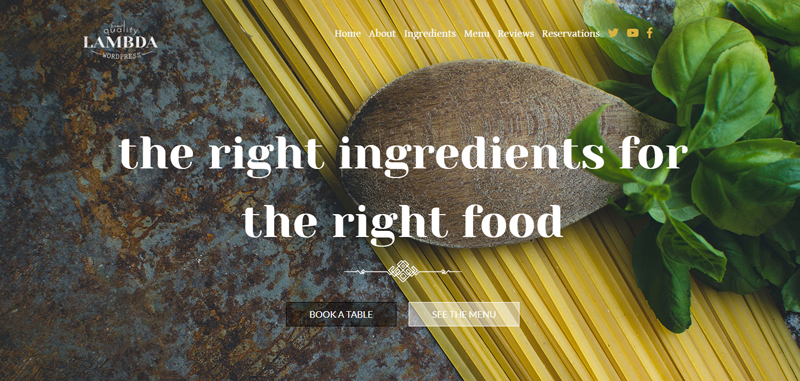 quality
LAMBDA
WORDPRESS
Home About Ingredients Menu Reviews Reservations
the right ingredients for
the right food
BOOK A TABLE SEE THE MENU